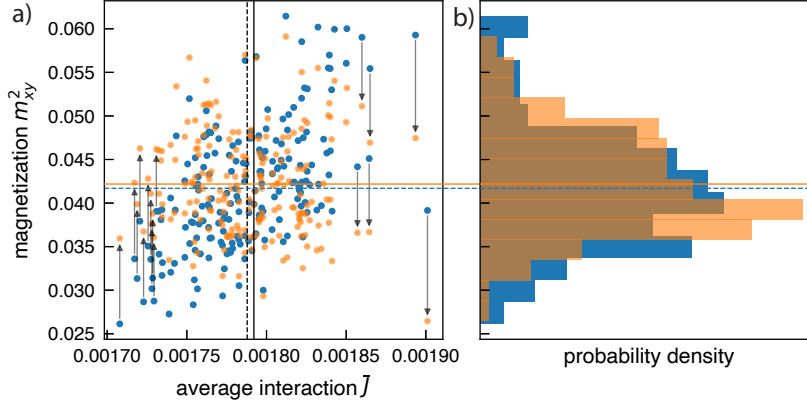 a)
b)
magnetization m²xy
0.060
0.055
0.050
0.045
0.040
0.035
0.030
0.025
0.00170 0.00175 0.00180 0.00185 0.00190
average interaction J̄
probability density